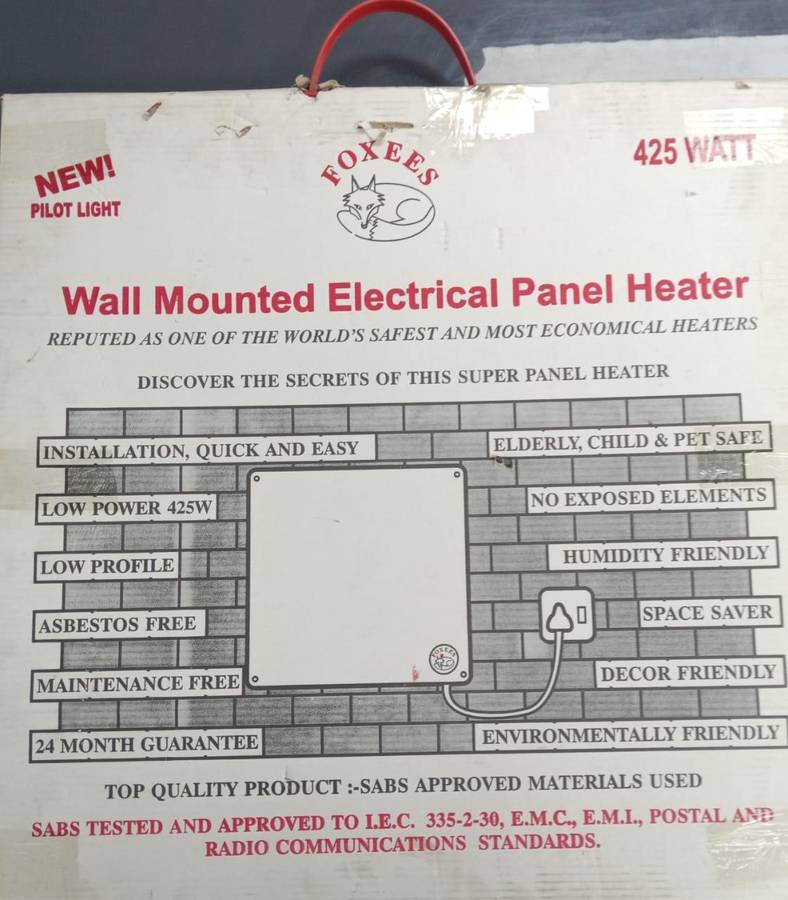 FOXEES
NEW!
425 WATT
PILOT LIGHT
Wall Mounted Electrical Panel Heater
REPUTED AS ONE OF THE WORLD'S SAFEST AND MOST ECONOMICAL HEATERS
DISCOVER THE SECRETS OF THIS SUPER PANEL HEATER
INSTALLATION, QUICK AND EASY
ELDERLY, CHILD & PET SAFE
LOW POWER 425W
NO EXPOSED ELEMENTS
LOW PROFILE
HUMIDITY FRIENDLY
ASBESTOS FREE
SPACE SAVER
FOXEES
MAINTENANCE FREE
DECOR FRIENDLY
24 MONTH GUARANTEE
ENVIRONMENTALLY FRIENDLY
TOP QUALITY PRODUCT :-SABS APPROVED MATERIALS USED
SABS TESTED AND APPROVED TO I.E.C. 335-2-30, E.M.C., E.M.I., POSTAL AND
RADIO COMMUNICATIONS STANDARDS.